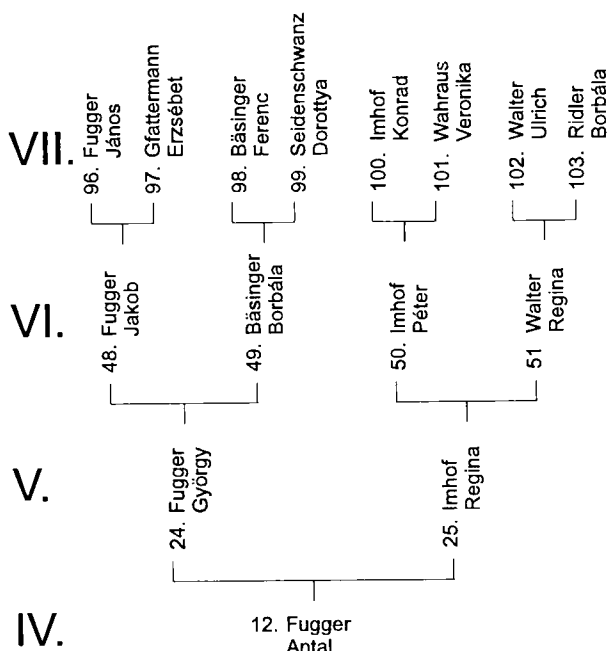 VII.
96. Fugger
János
97. Gfattermann
Erzsébet
98. Bäsinger
Ferenc
99. Seidenschwanz
Dorottya
100. Imhof
Konrad
101. Wahraus
Veronika
102. Walter
Ulrich
103. Ridler
Borbála
VI.
48. Fugger
Jakob
49. Bäsinger
Borbála
50. Imhof
Péter
51 Walter
Regina
V.
24. Fugger
György
25. Imhof
Regina
IV.
12. Fugger
Antal